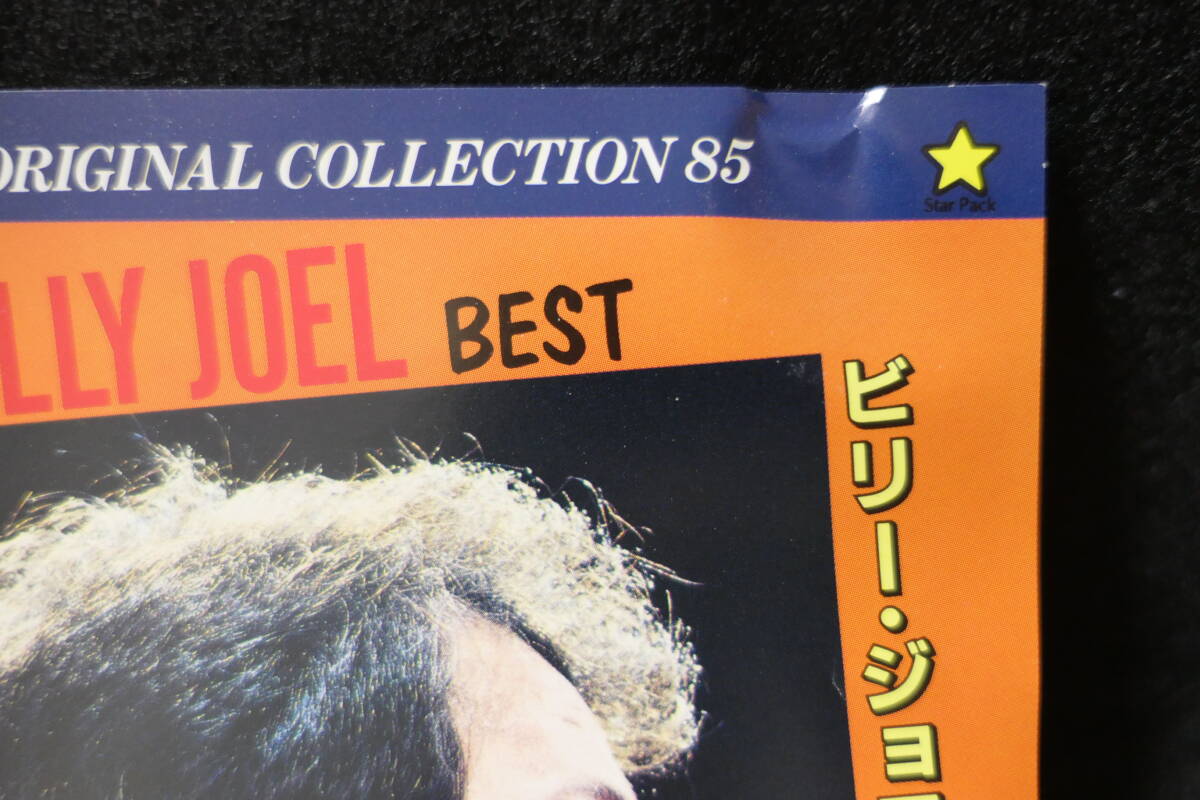 ORIGINAL COLLECTION 85
Star Pack
LLY JOEL BEST
ビリー・ジョ